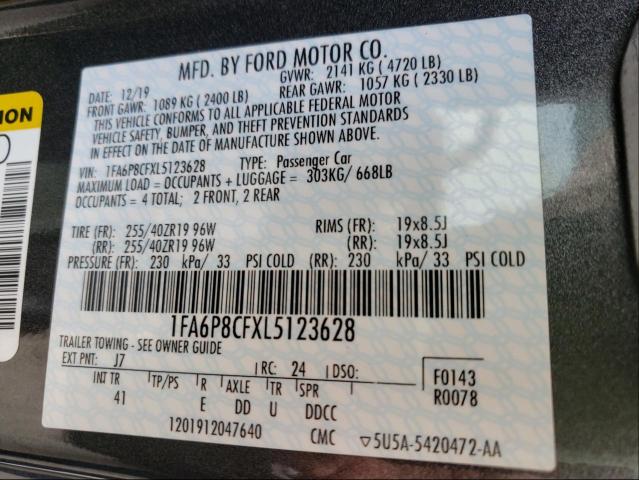 MFD. BY FORD MOTOR CO.
DATE: 12/19 GVWR: 2141 KG ( 4720 LB)
FRONT GAWR: 1089 KG ( 2400 LB) REAR GAWR: 1057 KG ( 2330 LB)
THIS VEHICLE CONFORMS TO ALL APPLICABLE FEDERAL MOTOR
VEHICLE SAFETY, BUMPER, AND THEFT PREVENTION STANDARDS
IN EFFECT ON THE DATE OF MANUFACTURE SHOWN ABOVE.
VIN: 1FA6P8CFXL5123628 TYPE: Passenger Car
MAXIMUM LOAD = OCCUPANTS + LUGGAGE = 303KG/ 668LB
OCCUPANTS = 4 TOTAL; 2 FRONT, 2 REAR
TIRE (FR): 255/40ZR19 96W RIMS (FR): 19x8.5J
(RR): 255/40ZR19 96W (RR): 19x8.5J
PRESSURE (FR): 230 kPa/ 33 PSI COLD (RR): 230 kPa/ 33 PSI COLD
1FA6P8CFXL5123628
TRAILER TOWING - SEE OWNER GUIDE
EXT PNT: J7 RC: 24 DSO: F0143
INT TR TP/PS R AXLE TR SPR R0078
41 E DD U DDCC
1201912047640 CMC ▽5U5A-5420472-AA